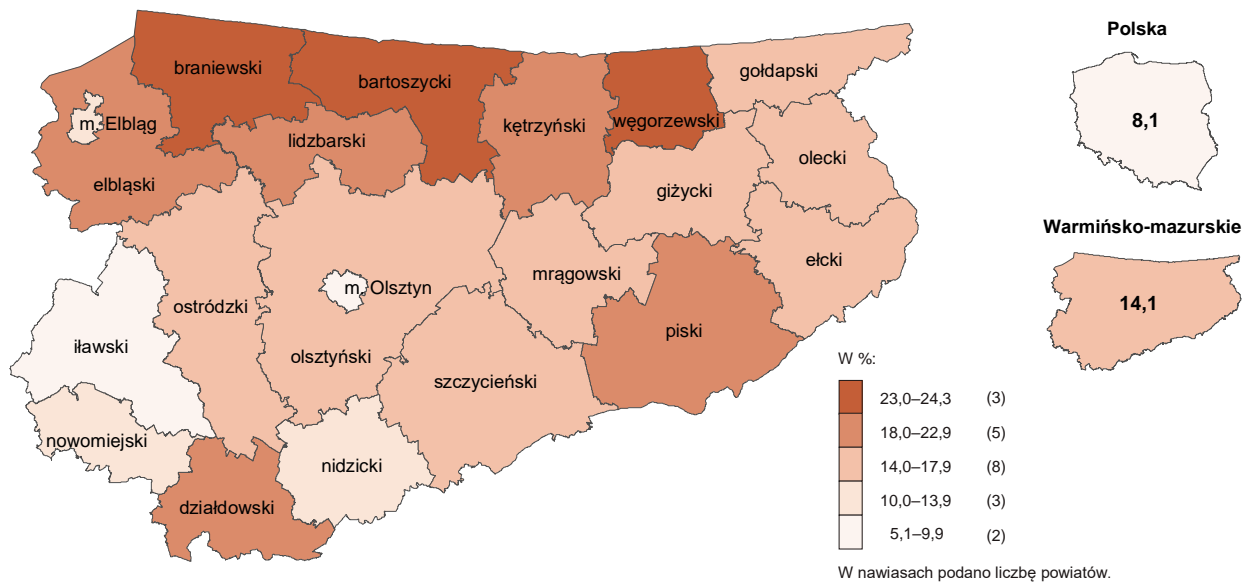 braniewski
bartoszycki
gołdapski
m. Elbląg
lidzbarski
kętrzyński
węgorzewski
olecki
elbląski
giżycki
ełcki
mrągowski
m. Olsztyn
ostródzki
piski
iławski
olsztyński
szczycieński
nowomiejski
nidzicki
działdowski
Polska
8,1
Warmińsko-mazurskie
14,1
W %:
23,0–24,3 (3)
18,0–22,9 (5)
14,0–17,9 (8)
10,0–13,9 (3)
5,1–9,9 (2)
W nawiasach podano liczbę powiatów.